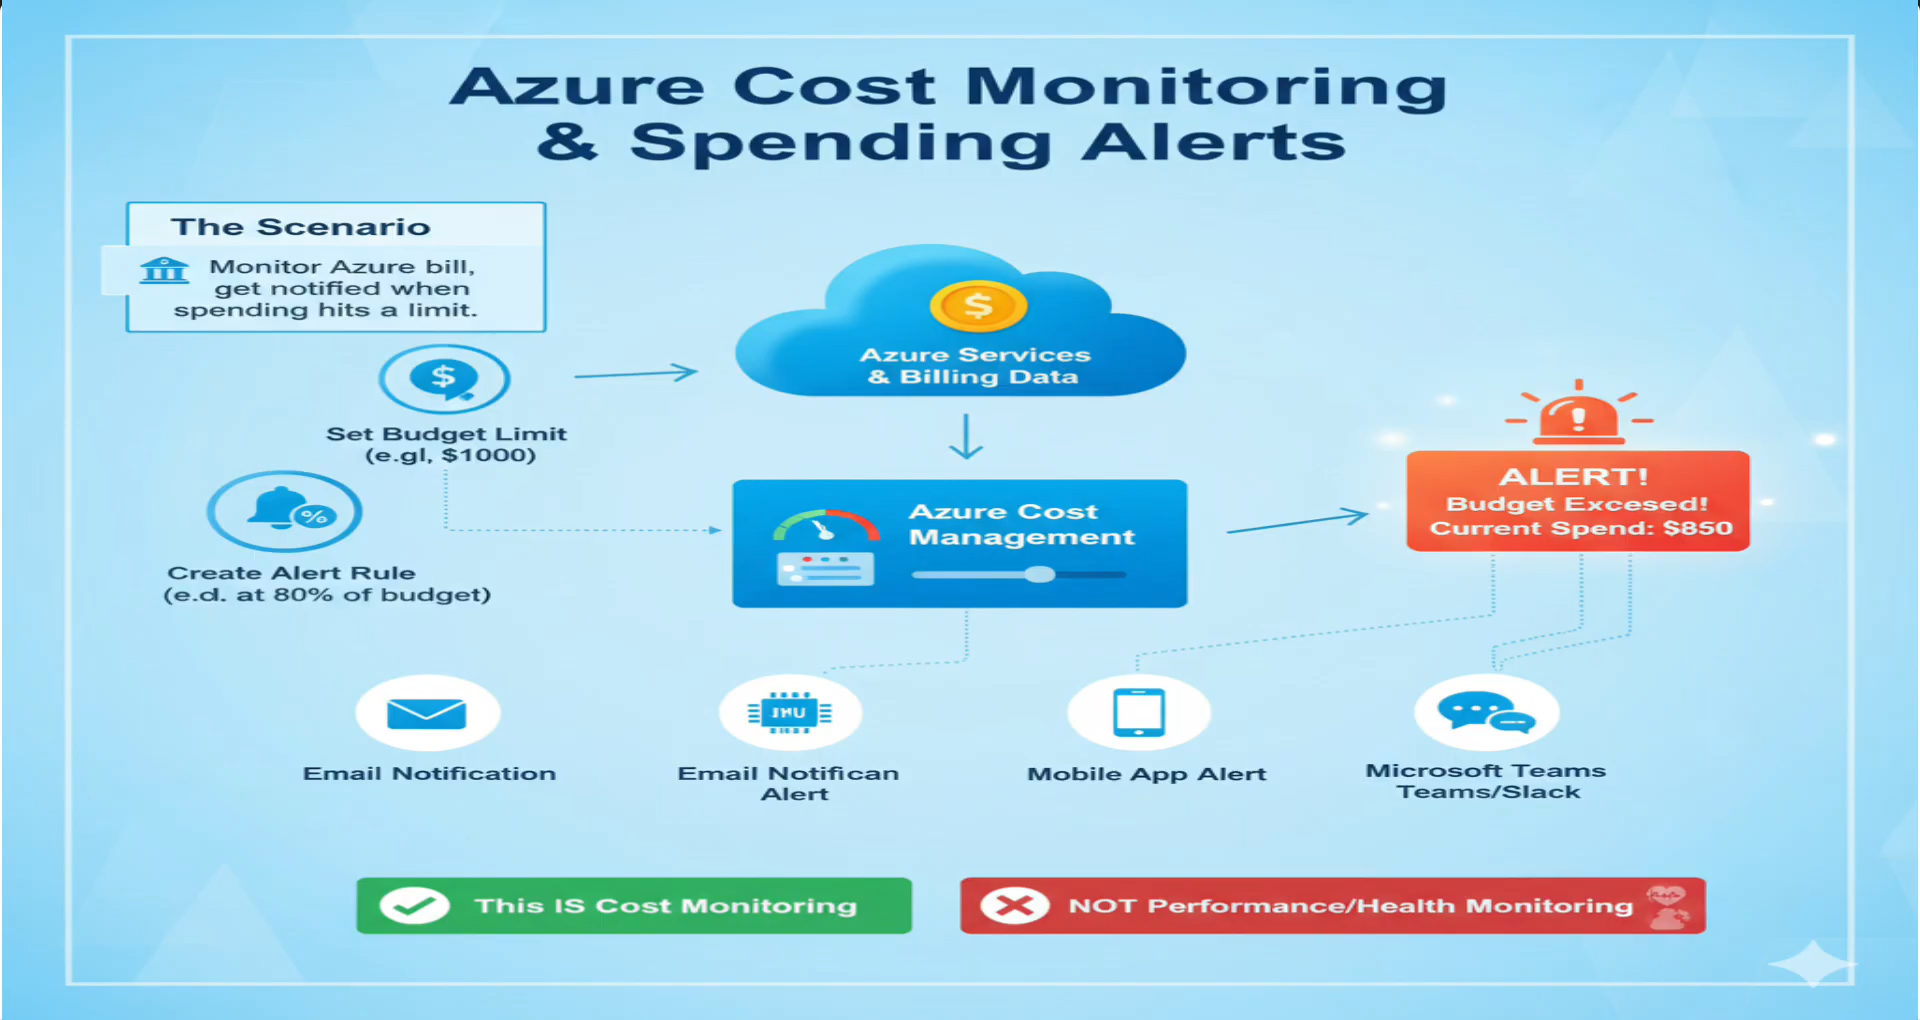 Azure Cost Monitoring
& Spending Alerts
The Scenario
Monitor Azure bill,
get notified when
spending hits a limit.
$
Set Budget Limit
(e.gl, $1000)
%
Create Alert Rule
(e.d. at 80% of budget)
$
Azure Services
& Billing Data
Azure Cost
Management
ALERT!
Budget Excesed!
Current Spend: $850
Email Notification
Email Notifican
Alert
Mobile App Alert
Microsoft Teams
Teams/Slack
This IS Cost Monitoring
NOT Performance/Health Monitoring